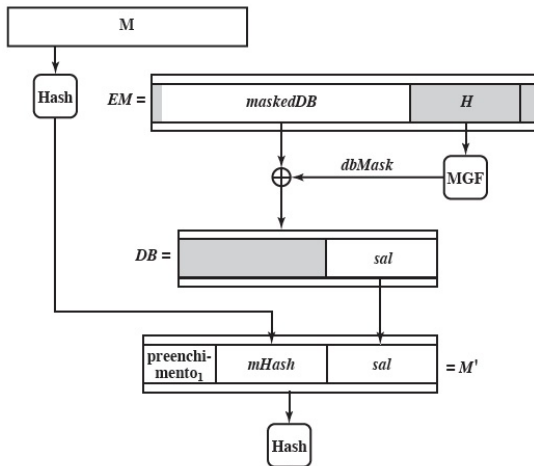 M
Hash
EM =
maskedDB
H
dbMask
MGF
DB =
sal
preenchi-
mento1
mHash
sal
= M'
Hash